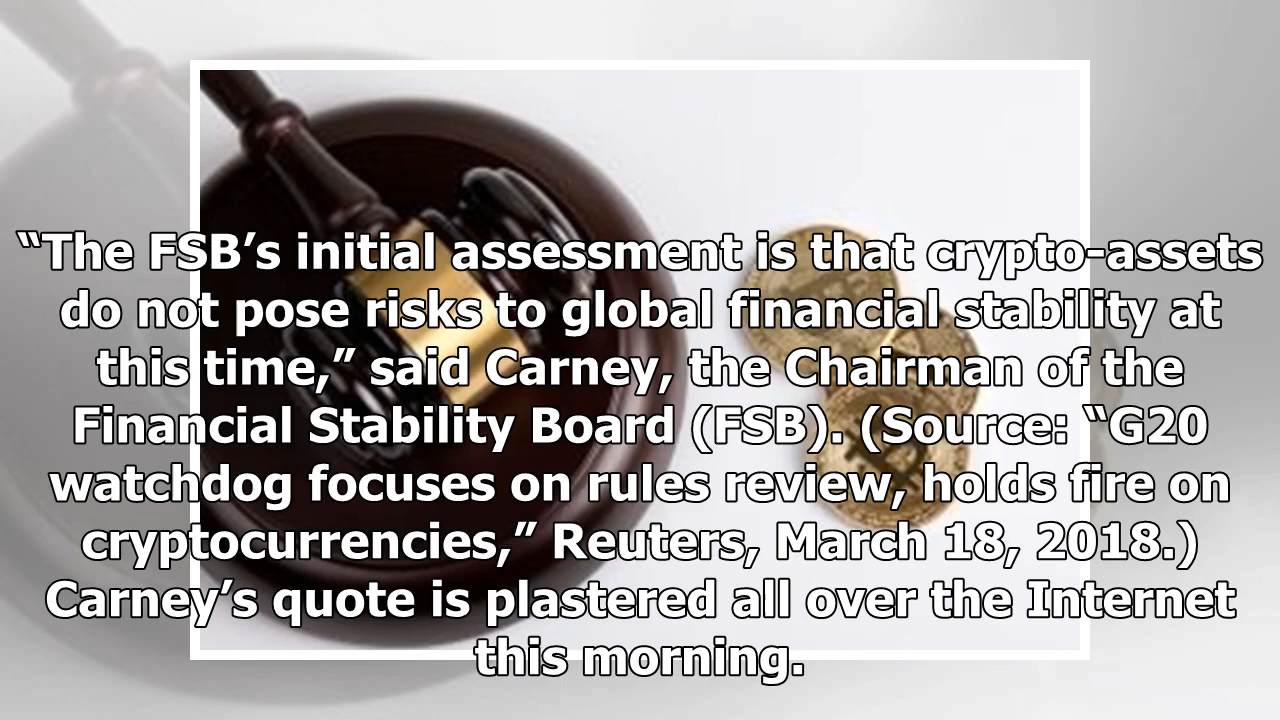 “The FSB’s initial assessment is that crypto-assets
do not pose risks to global financial stability at
this time,” said Carney, the Chairman of the
Financial Stability Board (FSB). (Source: “G20
watchdog focuses on rules review, holds fire on
cryptocurrencies,” Reuters, March 18, 2018.)
Carney’s quote is plastered all over the Internet
this morning.